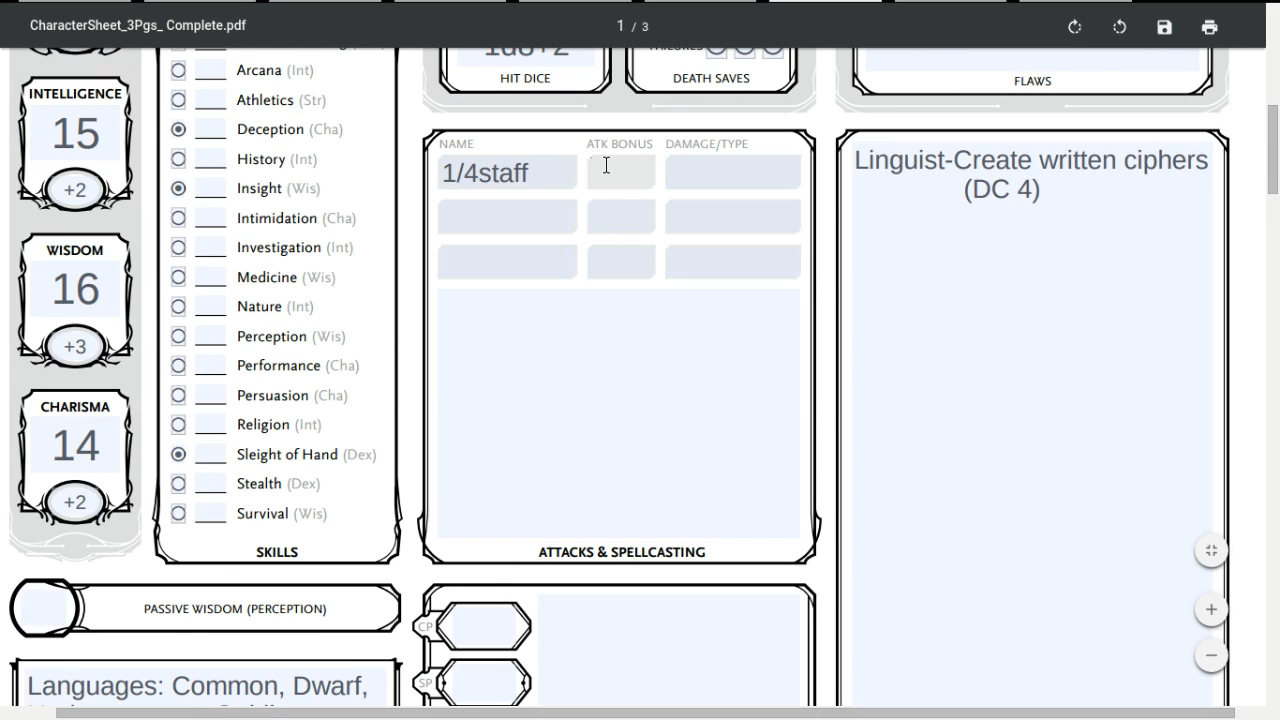 CharacterSheet_3Pgs_ Complete.pdf
1 / 3
INTELLIGENCE
15
+2
WISDOM
16
+3
CHARISMA
14
+2
Arcana (Int)
Athletics (Str)
Deception (Cha)
History (Int)
Insight (Wis)
Intimidation (Cha)
Investigation (Int)
Medicine (Wis)
Nature (Int)
Perception (Wis)
Performance (Cha)
Persuasion (Cha)
Religion (Int)
Sleight of Hand (Dex)
Stealth (Dex)
Survival (Wis)
SKILLS
PASSIVE WISDOM (PERCEPTION)
Languages: Common, Dwarf,
1d8+2
HIT DICE
FAILURES
DEATH SAVES
NAME ATK BONUS DAMAGE/TYPE
1/4staff
ATTACKS & SPELLCASTING
CP
SP
FLAWS
Linguist-Create written ciphers
(DC 4)